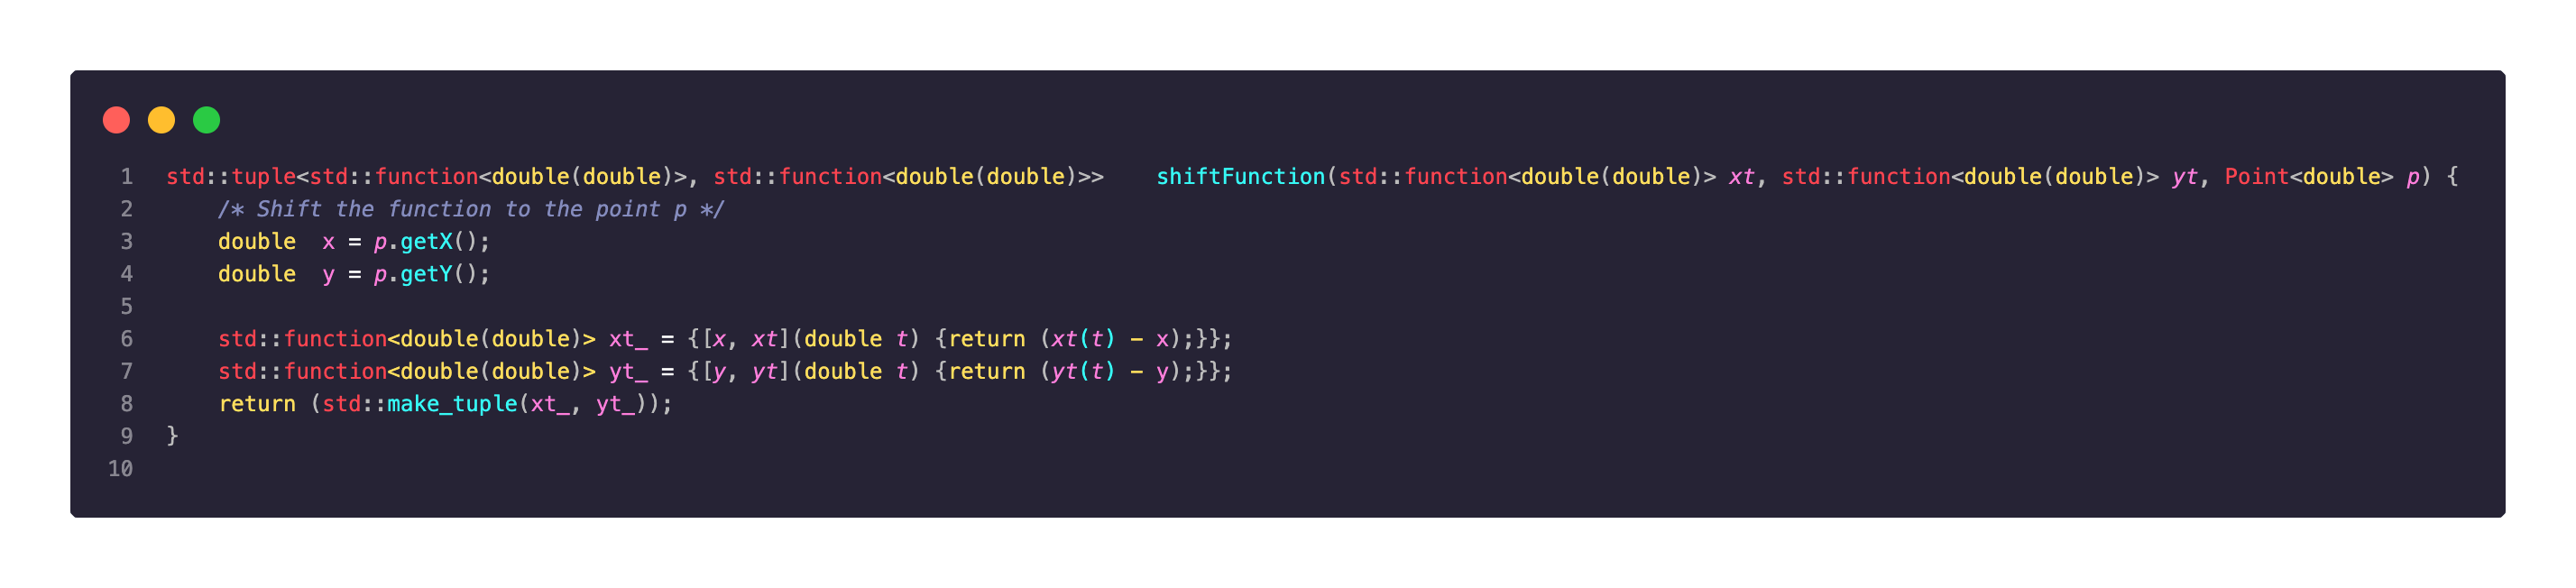 1 std::tuple<std::function<double(double)>, std::function<double(double)>>    shiftFunction(std::function<double(double)> xt, std::function<double(double)> yt, Point<double> p) {
2     /* Shift the function to the point p */
3     double  x = p.getX();
4     double  y = p.getY();
5
6     std::function<double(double)> xt_ = {[x, xt](double t) {return (xt(t) - x);}};
7     std::function<double(double)> yt_ = {[y, yt](double t) {return (yt(t) - y);}};
8     return (std::make_tuple(xt_, yt_));
9 }
10